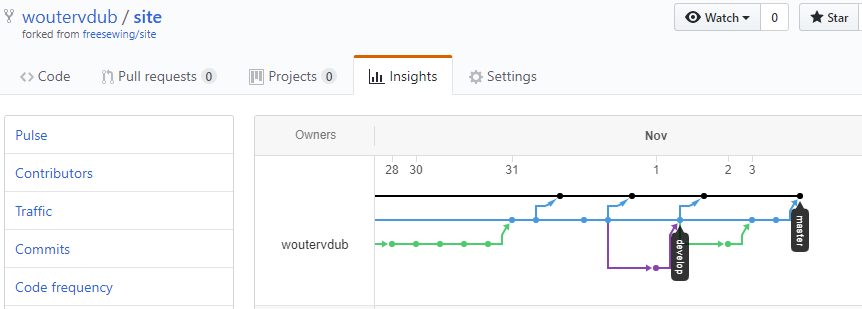 woutervdub / site
Watch 0 Star
forked from freesewing/site
Code Pull requests 0 Projects 0 Insights Settings
Pulse
Contributors
Traffic
Commits
Code frequency
Owners Nov
28 30 31 1 2 3
woutervdub
develop
master